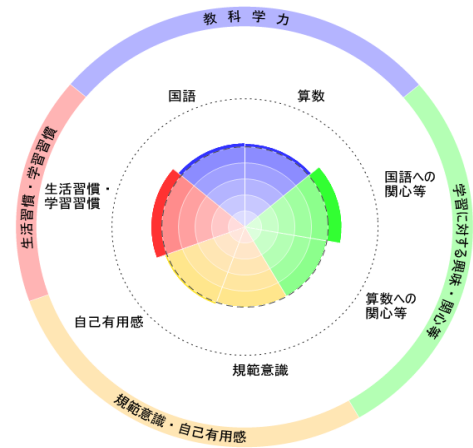 教科学力
国語
算数
生活習慣・学習習慣
生活習慣・
学習習慣
国語への
関心等
学習に対する興味・関心等
算数への
関心等
自己有用感
規範意識
規範意識・自己有用感